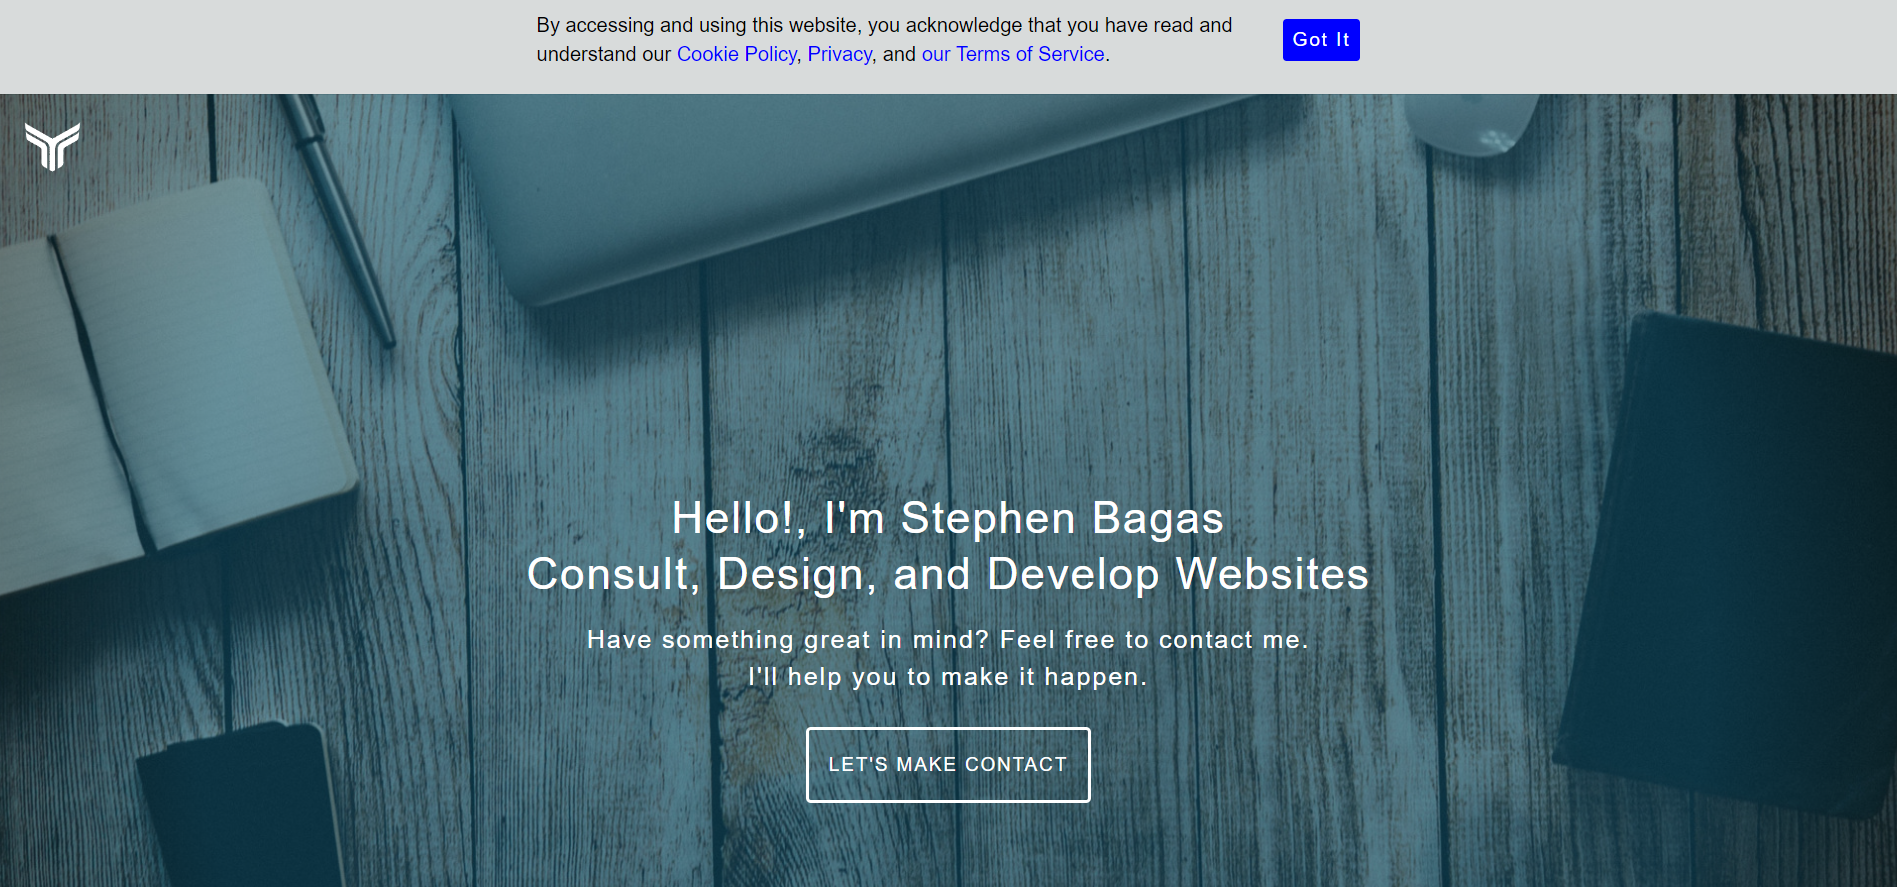 By accessing and using this website, you acknowledge that you have read and
understand our Cookie Policy, Privacy, and our Terms of Service.
Got It
Hello!, I'm Stephen Bagas
Consult, Design, and Develop Websites
Have something great in mind? Feel free to contact me.
I'll help you to make it happen.
LET'S MAKE CONTACT